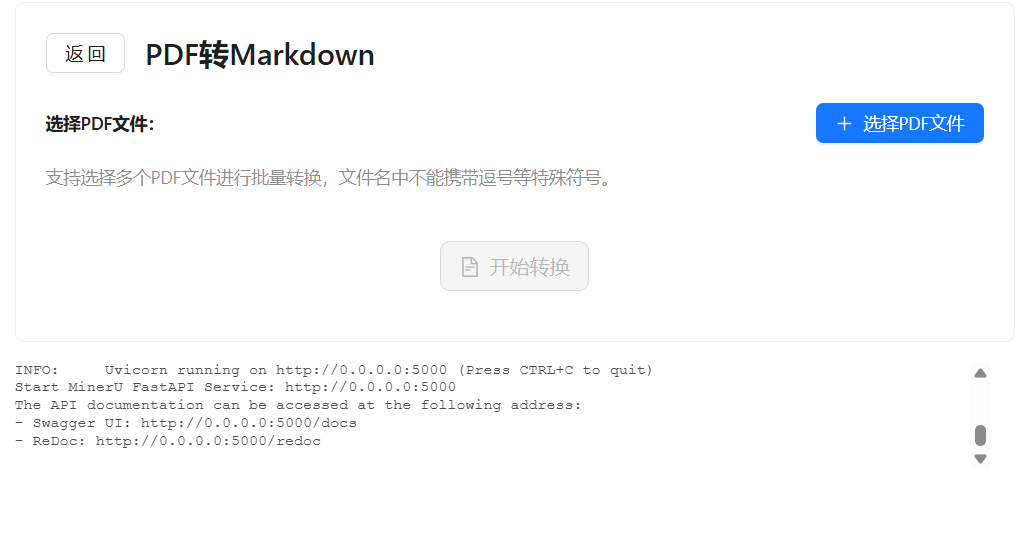 返 回
PDF转Markdown
选择PDF文件：
+ 选择PDF文件
支持选择多个PDF文件进行批量转换，文件名中不能携带逗号等特殊符号。
开始转换
INFO:     Uvicorn running on http://0.0.0.0:5000 (Press CTRL+C to quit)
Start MinerU FastAPI Service: http://0.0.0.0:5000
The API documentation can be accessed at the following address:
- Swagger UI: http://0.0.0.0:5000/docs
- ReDoc: http://0.0.0.0:5000/redoc